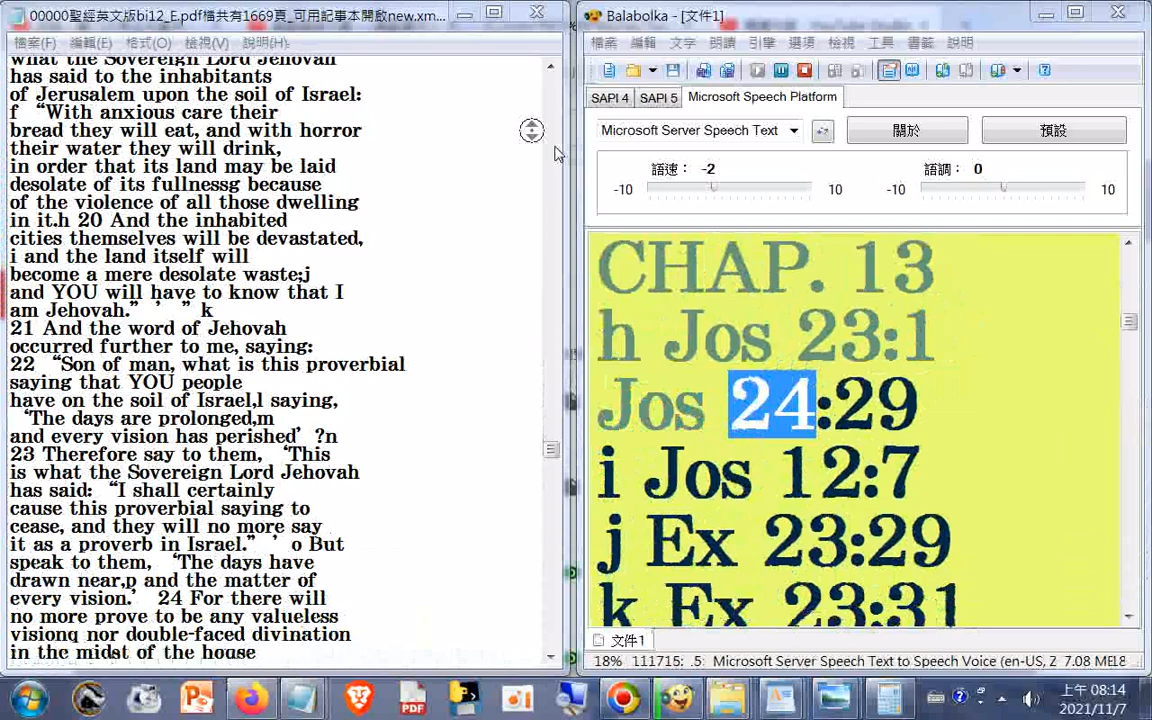 00000聖經英文版bi12_E.pdf檔共有1669頁_可用記事本開啟new.xm...
檔案(F) 編輯(E) 格式(O) 檢視(V) 說明(H)
what the Sovereign Lord Jehovah
has said to the inhabitants
of Jerusalem upon the soil of Israel:
f “With anxious care their
bread they will eat, and with horror
their water they will drink,
in order that its land may be laid
desolate of its fullnessg because
of the violence of all those dwelling
in it.h 20 And the inhabited
cities themselves will be devastated,
i and the land itself will
become a mere desolate waste;j
and YOU will have to know that I
am Jehovah.” ’ ” k
21 And the word of Jehovah
occurred further to me, saying:
22 “Son of man, what is this proverbial
saying that YOU people
have on the soil of Israel,l saying,
‘The days are prolonged,m
and every vision has perished’ ?n
23 Therefore say to them, ‘This
is what the Sovereign Lord Jehovah
has said: “I shall certainly
cause this proverbial saying to
cease, and they will no more say
it as a proverb in Israel.” ’ o But
speak to them, ‘The days have
drawn near,p and the matter of
every vision.’ 24 For there will
no more prove to be any valueless
visionq nor double-faced divination
in the midst of the house
Balabolka - [文件1]
檔案 編輯 文字 朗讀 引擎 選項 檢視 工具 書籤 說明
SAPI 4 SAPI 5 Microsoft Speech Platform
Microsoft Server Speech Text 關於 預設
語速： -2 語調： 0
-10 10 -10 10
CHAP. 13
h Jos 23:1
Jos 24:29
i Jos 12:7
j Ex 23:29
k Ex 23:31
文件1
18% 111715: .5: Microsoft Server Speech Text to Speech Voice (en-US, Z 7.08 ME
上午 08:14
2021/11/7